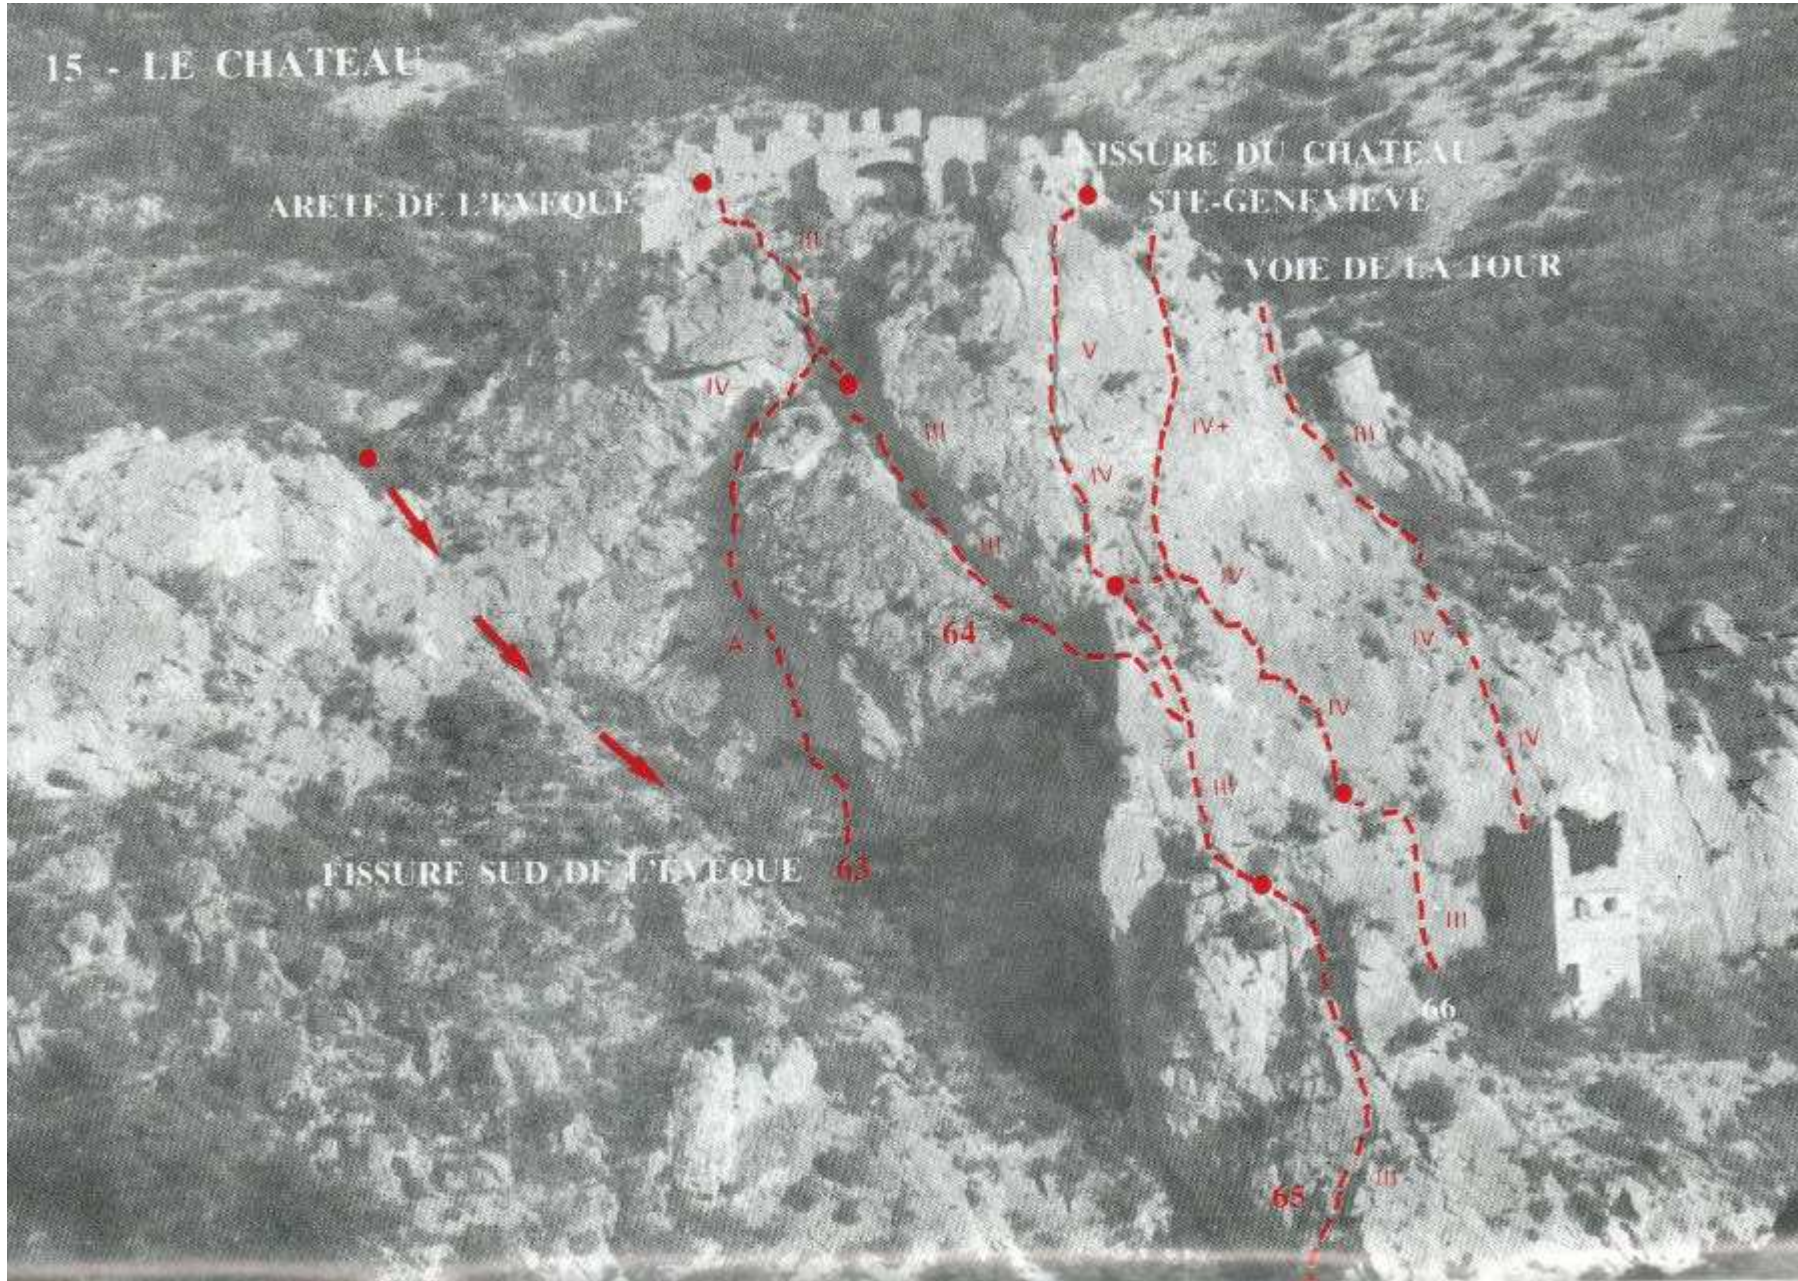 15 - LE CHATEAU
FISSURE DU CHATEAU
ARETE DE L'EVEQUE
STE-GENEVIEVE
III
VOIE DE LA TOUR
V
IV
III
IV+
III
IV
III
IV
64
A
IV
IV
IV
III
FISSURE SUD DE L'EVEQUE
63
III
66
III
65